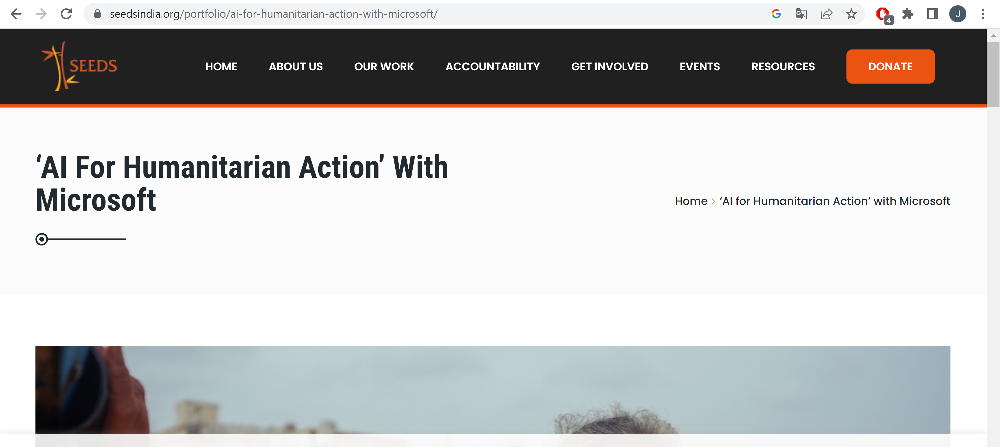 seedsindia.org/portfolio/ai-for-humanitarian-action-with-microsoft/
4
J
SEEDS
HOME
ABOUT US
OUR WORK
ACCOUNTABILITY
GET INVOLVED
EVENTS
RESOURCES
DONATE
‘AI For Humanitarian Action’ With
Microsoft
Home > ‘AI for Humanitarian Action’ with Microsoft